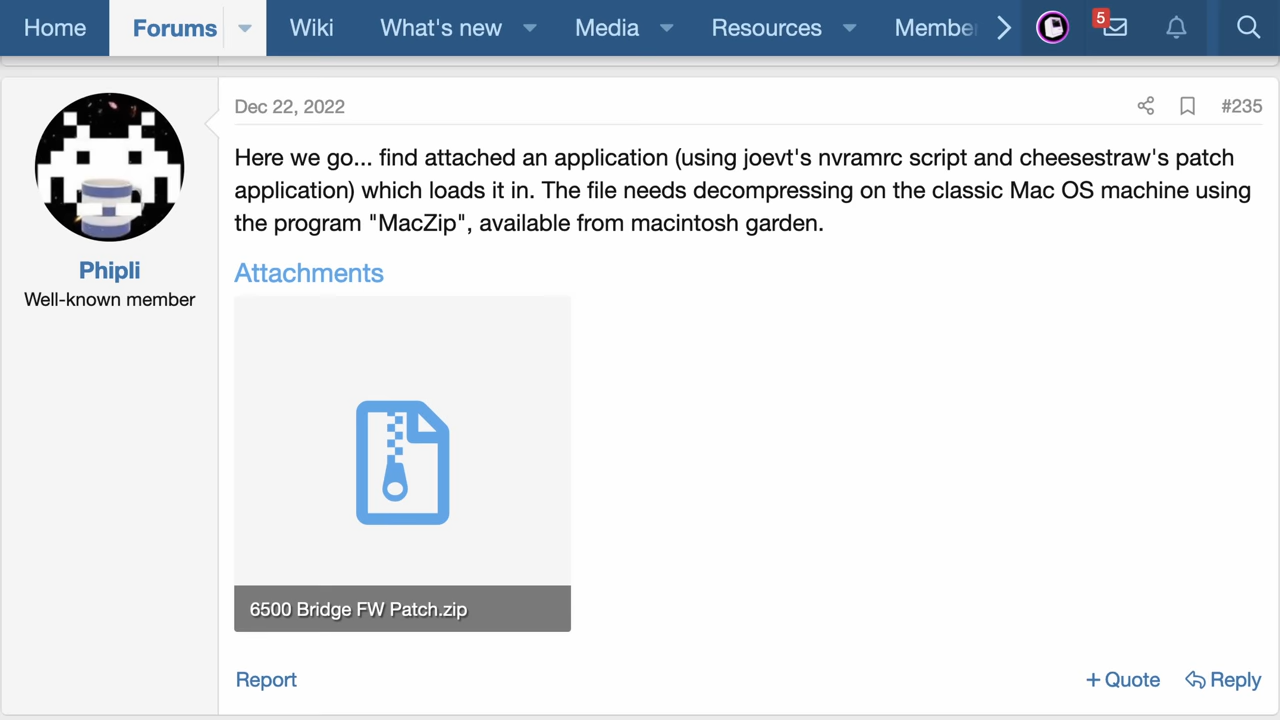 Home Forums Wiki What's new Media Resources Membe 5
Dec 22, 2022 #235
Here we go... find attached an application (using joevt's nvramrc script and cheesestraw's patch
application) which loads it in. The file needs decompressing on the classic Mac OS machine using
the program "MacZip", available from macintosh garden.
Phipli
Well-known member
Attachments
6500 Bridge FW Patch.zip
Report + Quote Reply